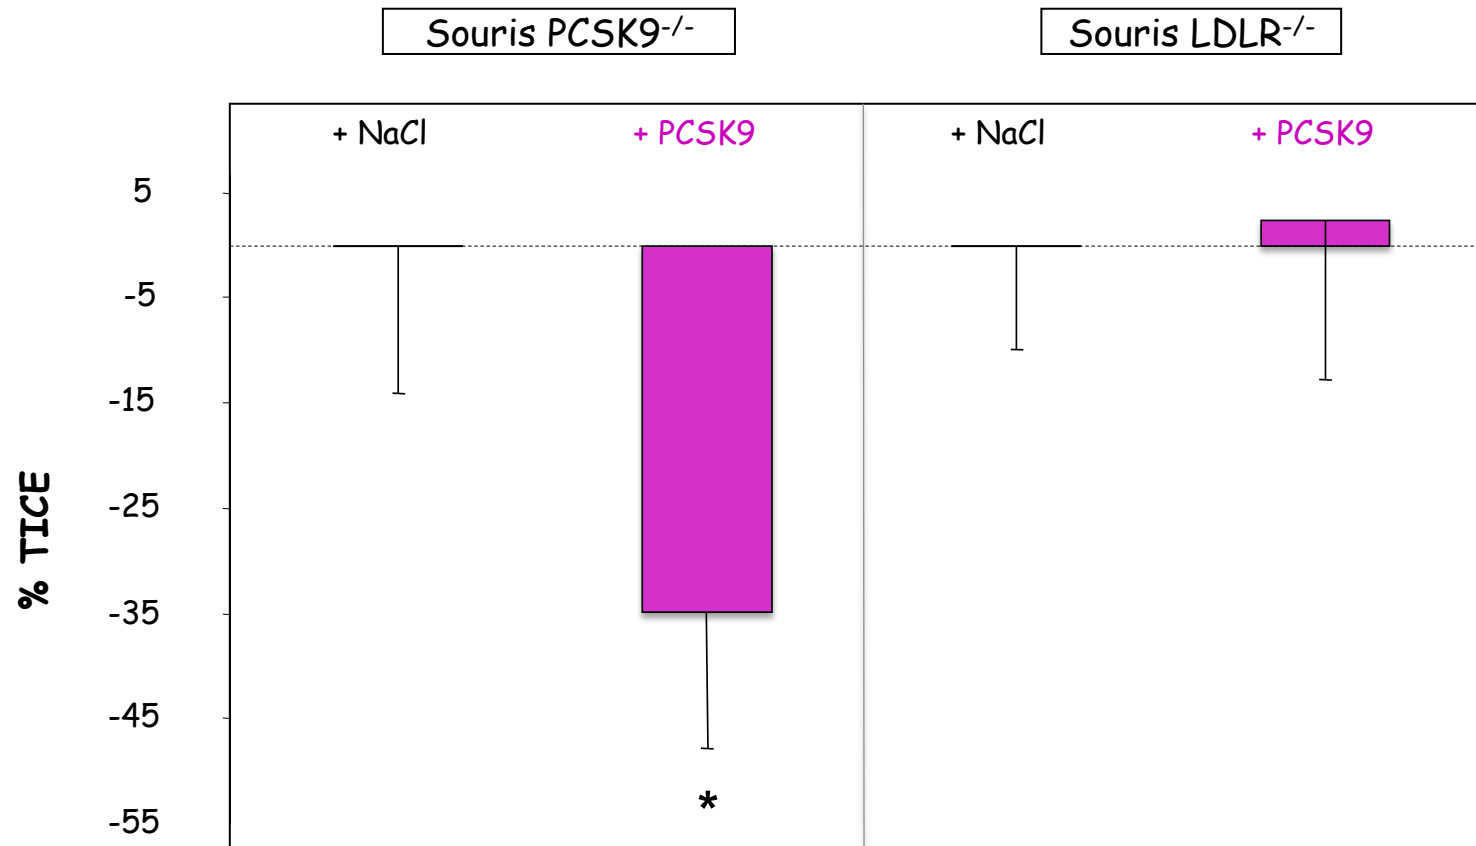 Souris PCSK9-/-
Souris LDLR-/-
+ NaCl
+ PCSK9
+ NaCl
+ PCSK9
5
-5
-15
-25
-35
-45
-55
% TICE
*